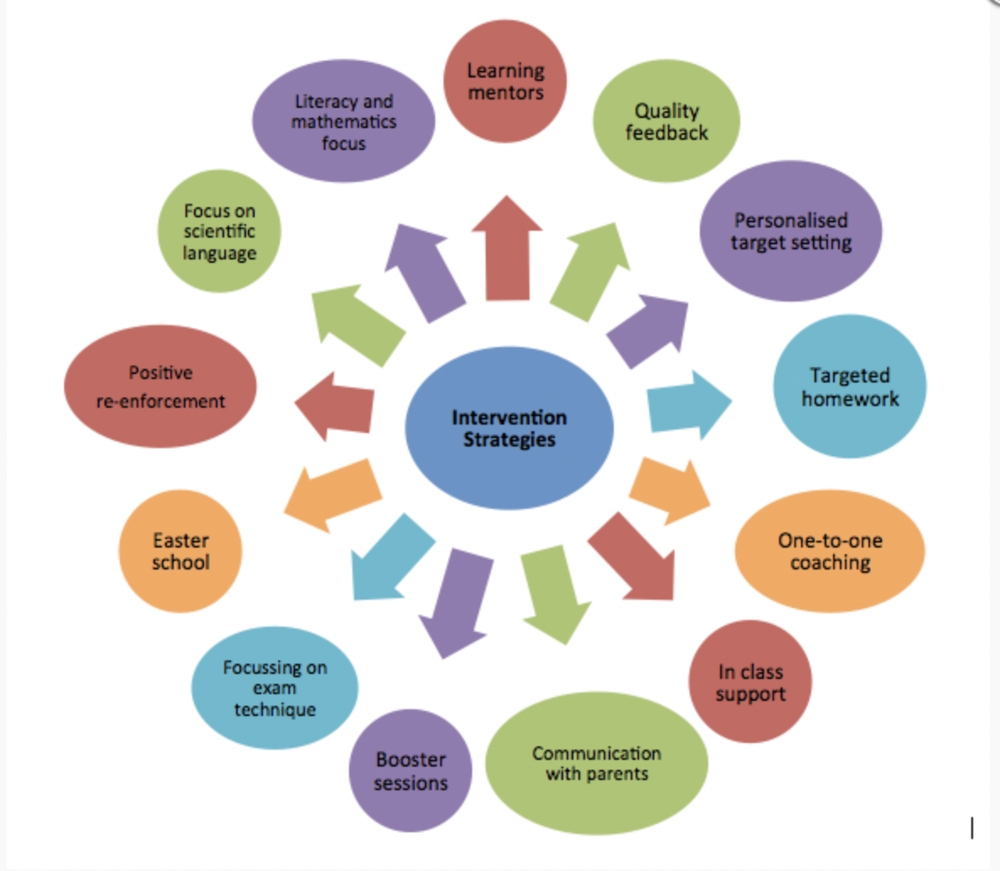 Learning
mentors
Quality
feedback
Personalised
target setting
Targeted
homework
One-to-one
coaching
In class
support
Communication
with parents
Booster
sessions
Focussing on
exam
technique
Easter
school
Positive
re-enforcement
Focus on
scientific
language
Literacy and
mathematics
focus
Intervention
Strategies